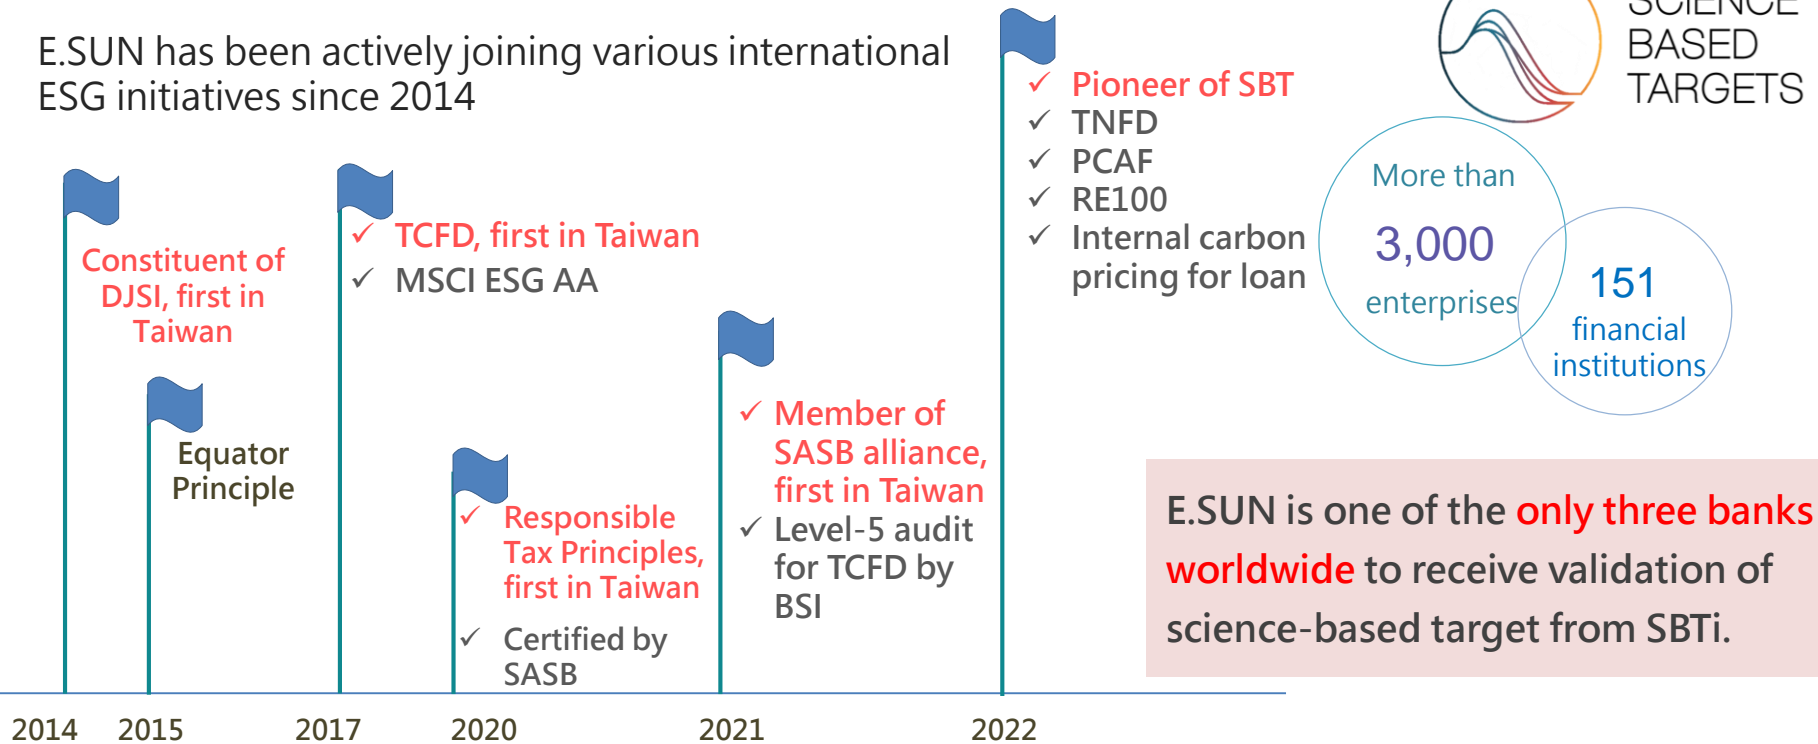 E.SUN has been actively joining various international
ESG initiatives since 2014
SCIENCE
BASED
TARGETS
Constituent of
DJSI, first in
Taiwan
Equator
Principle
✓ TCFD, first in Taiwan
✓ MSCI ESG AA
✓ Responsible
Tax Principles,
first in Taiwan
✓ Certified by
SASB
✓ Member of
SASB alliance,
first in Taiwan
✓ Level-5 audit
for TCFD by
BSI
✓ Pioneer of SBT
✓ TNFD
✓ PCAF
✓ RE100
✓ Internal carbon
pricing for loan
More than
3,000
enterprises
151
financial
institutions
E.SUN is one of the only three banks
worldwide to receive validation of
science-based target from SBTi.
2014 2015 2017 2020 2021 2022